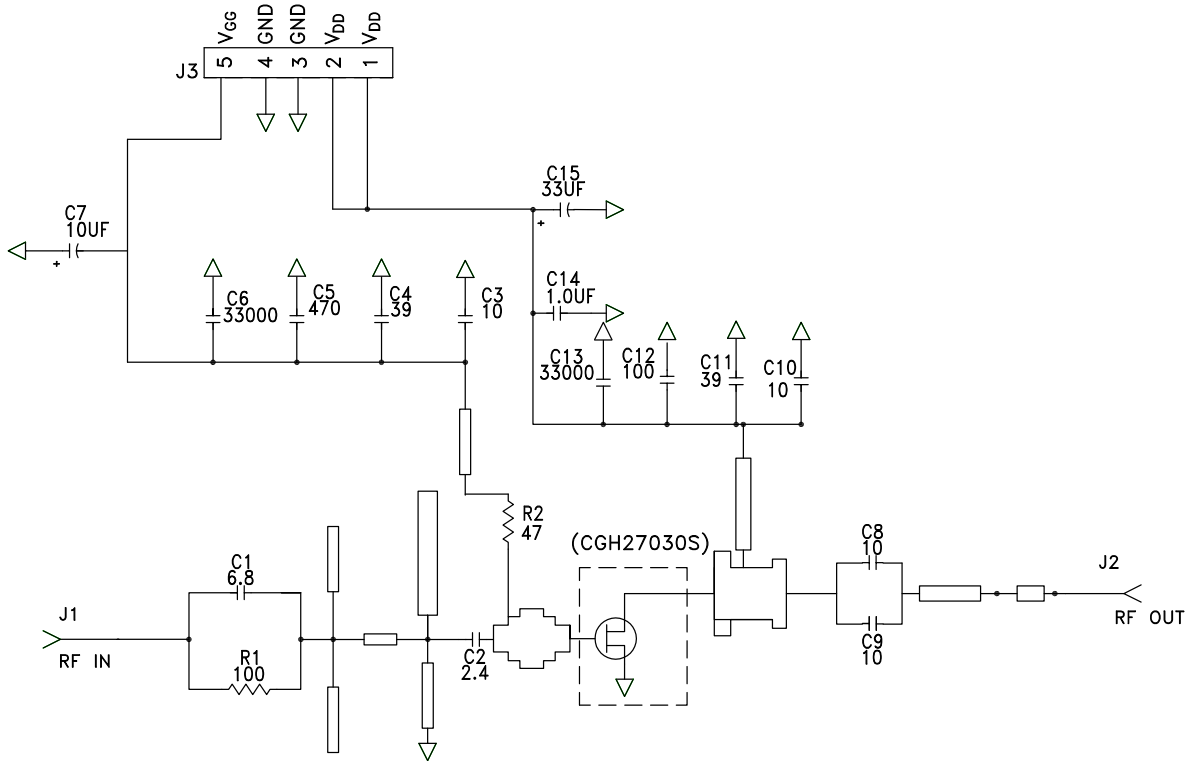 VGG
GND
GND
VDD
VDD
5
4
3
2
1
J3
C15
33UF
+
C7
10UF
+
C6
33000
C5
470
C4
39
C3
10
C14
1.0UF
C13
33000
C12
100
C11
39
C10
10
R2
47
(CGH27030S)
C8
10
C9
10
J2
RF OUT
C1
6.8
J1
RF IN
R1
100
C2
2.4